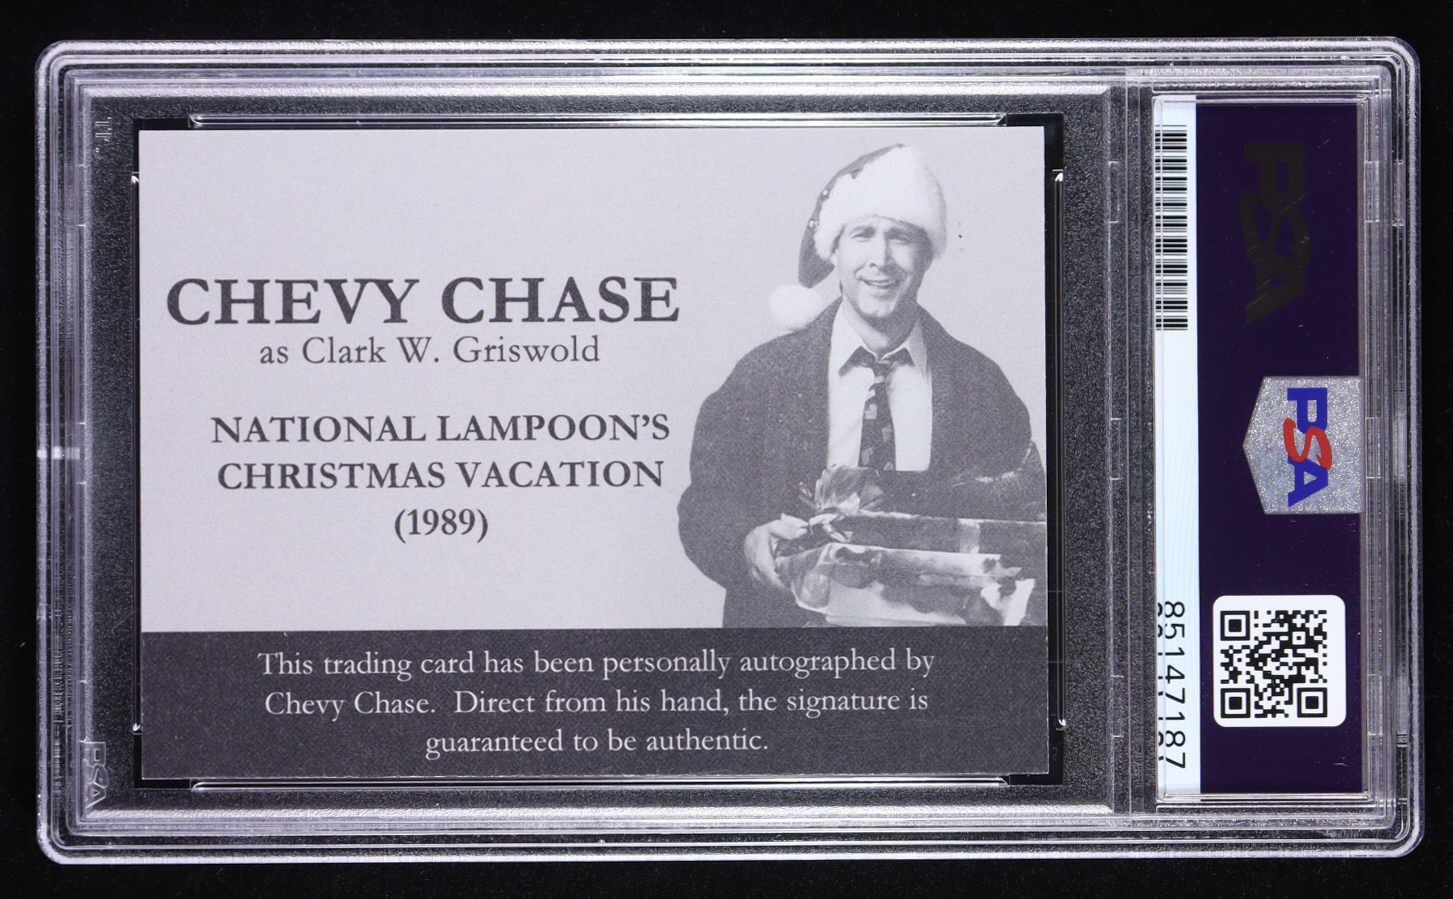 CHEVY CHASE
as Clark W. Griswold
NATIONAL LAMPOON'S
CHRISTMAS VACATION
(1989)
This trading card has been personally autographed by
Chevy Chase.  Direct from his hand, the signature is
guaranteed to be authentic.
PSA
PSA
85147187
PSA